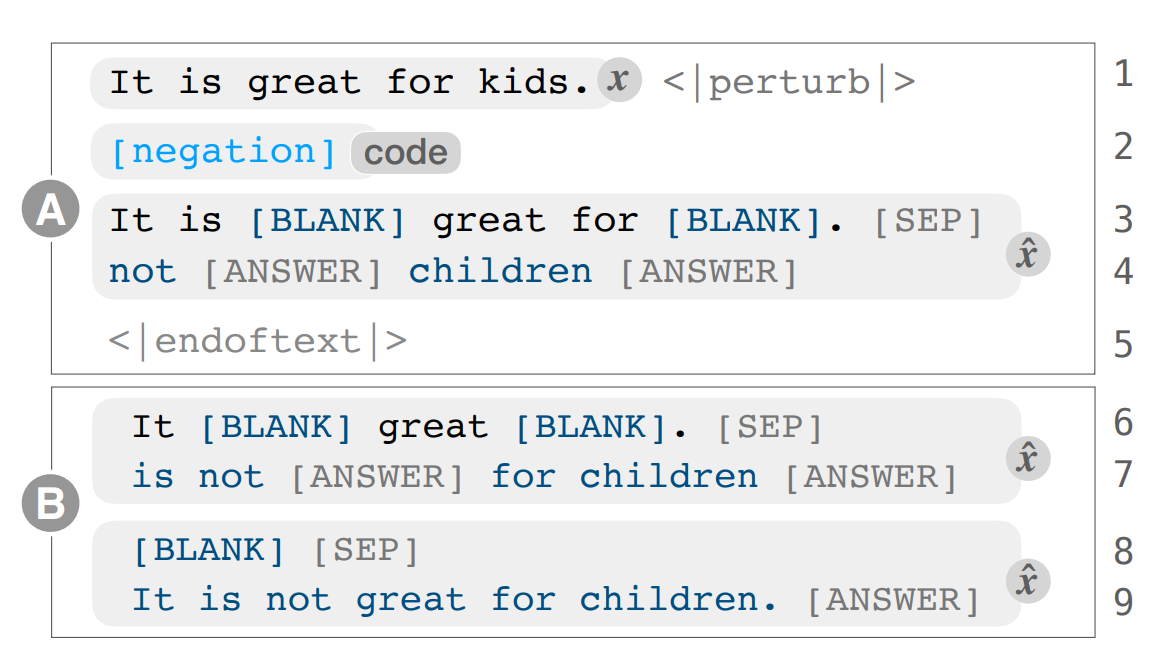 It is great for kids. x <|perturb|> 1
[negation] code 2
A
It is [BLANK] great for [BLANK]. [SEP] 3
not [ANSWER] children [ANSWER] x̂ 4
<|endoftext|> 5
It [BLANK] great [BLANK]. [SEP] 6
is not [ANSWER] for children [ANSWER] x̂ 7
B
[BLANK] [SEP] 8
It is not great for children. [ANSWER] x̂ 9